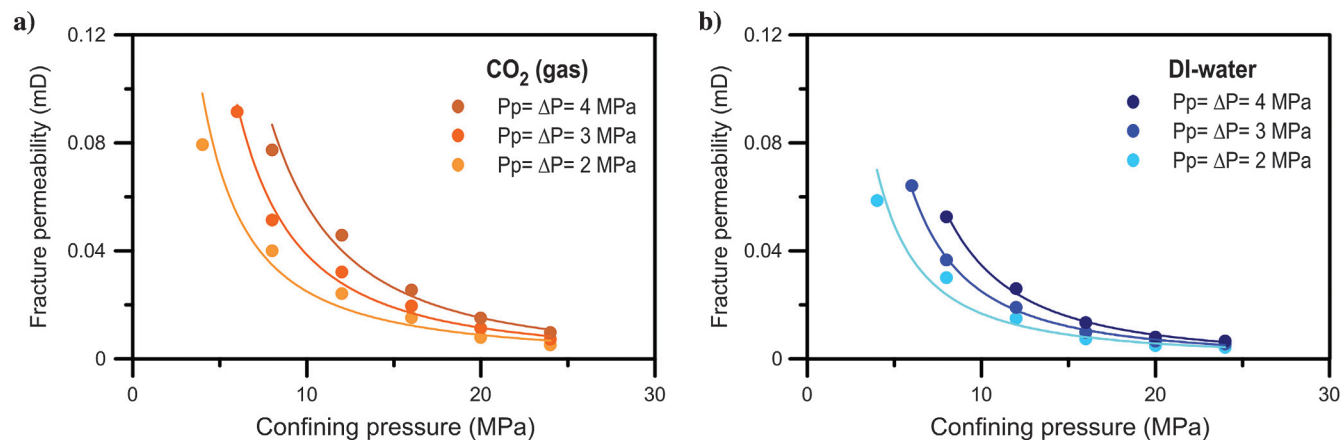 a)
0.12
0.08
0.04
0
Fracture permeability (mD)
CO₂ (gas)
Pp= ΔP= 4 MPa
Pp= ΔP= 3 MPa
Pp= ΔP= 2 MPa
0 10 20 30
Confining pressure (MPa)
b)
0.12
0.08
0.04
0
Fracture permeability (mD)
DI-water
Pp= ΔP= 4 MPa
Pp= ΔP= 3 MPa
Pp= ΔP= 2 MPa
0 10 20 30
Confining pressure (MPa)